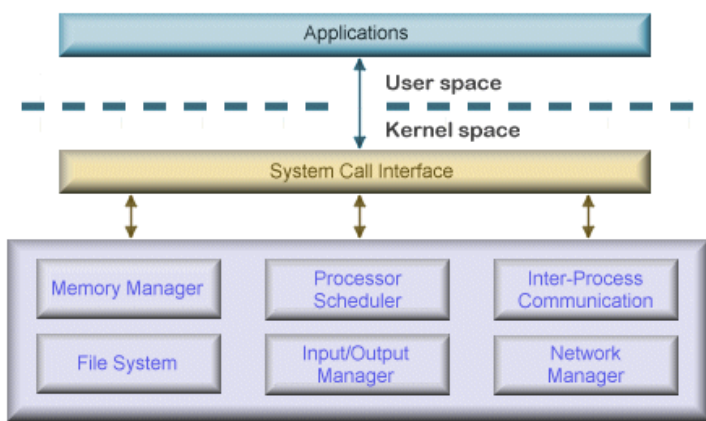 Applications
User space
Kernel space
System Call Interface
Memory Manager
Processor
Scheduler
Inter-Process
Communication
File System
Input/Output
Manager
Network
Manager